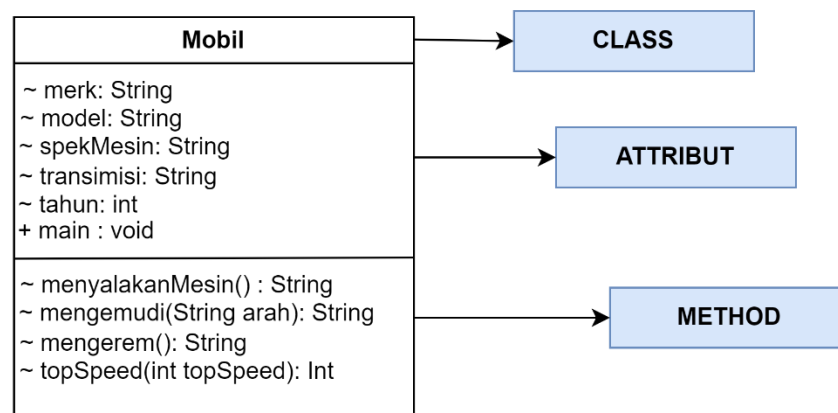 Mobil
~ merk: String
~ model: String
~ spekMesin: String
~ transimisi: String
~ tahun: int
+ main : void
~ menyalakanMesin() : String
~ mengemudi(String arah): String
~ mengerem(): String
~ topSpeed(int topSpeed): Int
CLASS
ATTRIBUT
METHOD